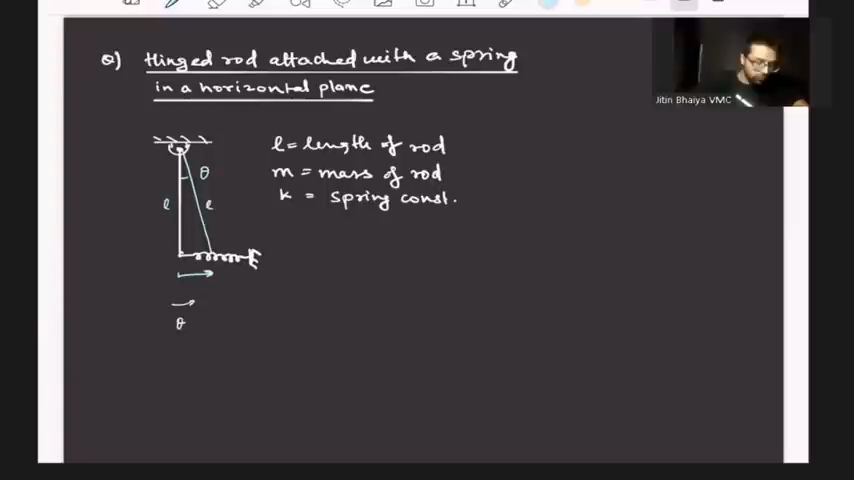 Q) Hinged rod attached with a spring
in a horizontal plane
l = length of rod
m = mass of rod
k = spring const.
θ
l
l
θ
Jitin Bhaiya VMC